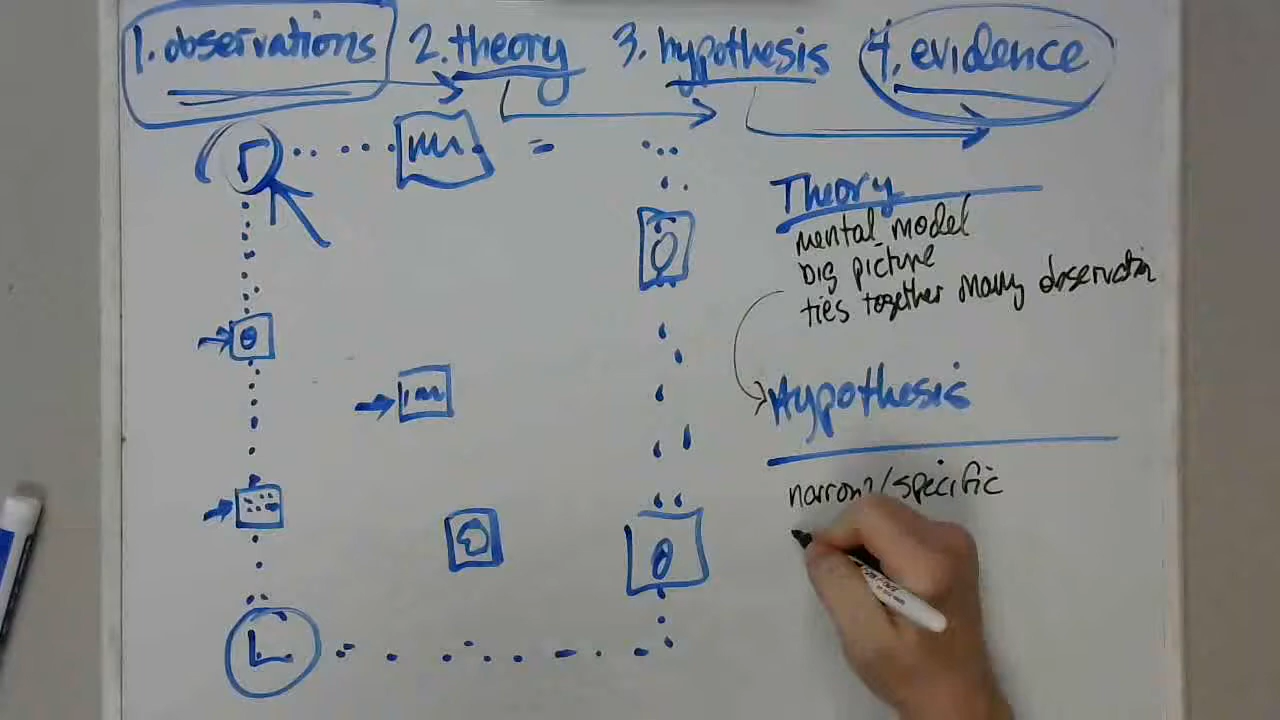 1. observations 2. theory 3. hypothesis 4. evidence
Theory
mental model
big picture
ties together many observation
Hypothesis
narrow/specific
L